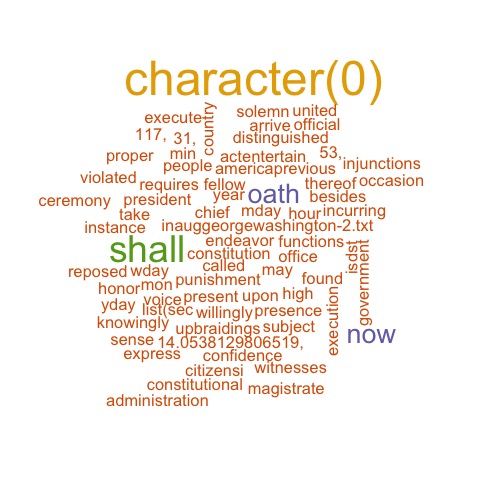 character(0)
execute country solemn united
117, 31, arrive official
distinguished
proper min actentertain 53,
people americaprevious injunctions
violated requires fellow thereof occasion
year oath besides
ceremony president
take chief mday hour incurring
instance inauggeorgewashington-2.txt
shall endeavor functions
constitution office isdst government
reposed wday called may
honor mon punishment found
yday voice present upon high
list(sec willingly presence execution
knowingly upbraidings subject
sense 14.0538129806519, now
express confidence
citizensi witnesses
constitutional magistrate
administration